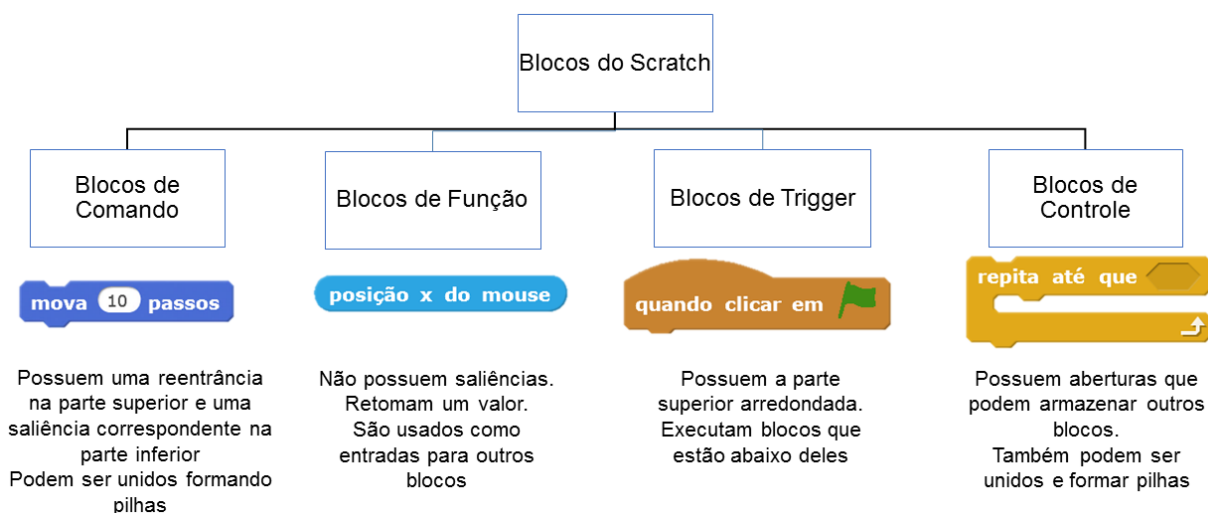 Blocos do Scratch
Blocos de
Comando
Blocos de Função
Blocos de Trigger
Blocos de
Controle
mova 10 passos
posição x do mouse
quando clicar em
repita até que
Possuem uma reentrância
na parte superior e uma
saliência correspondente na
parte inferior
Podem ser unidos formando
pilhas
Não possuem saliências.
Retomam um valor.
São usados como
entradas para outros
blocos
Possuem a parte
superior arredondada.
Executam blocos que
estão abaixo deles
Possuem aberturas que
podem armazenar outros
blocos.
Também podem ser
unidos e formar pilhas